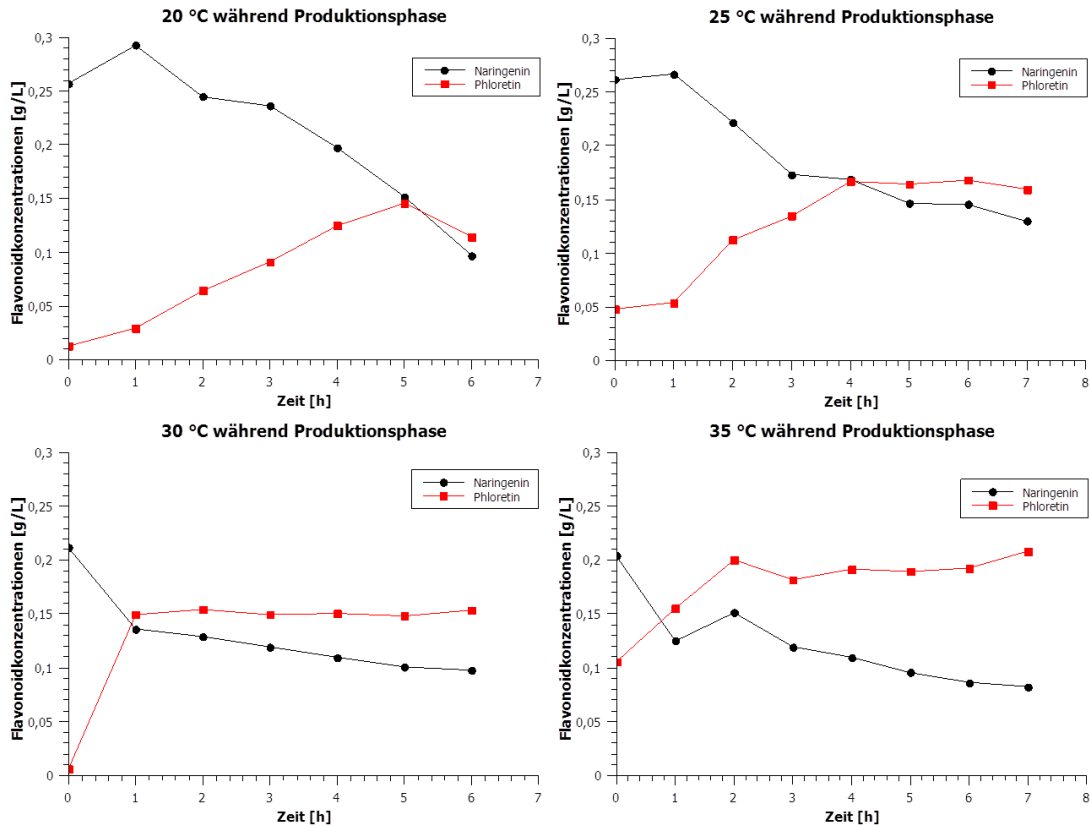 20 °C während Produktionsphase
Flavonoidkonzentrationen [g/L]
0,3
0,25
0,2
0,15
0,1
0,05
0
Naringenin
Phloretin
0 1 2 3 4 5 6 7
Zeit [h]
25 °C während Produktionsphase
Flavonoidkonzentrationen [g/L]
0,3
0,25
0,2
0,15
0,1
0,05
0
Naringenin
Phloretin
0 1 2 3 4 5 6 7 8
Zeit [h]
30 °C während Produktionsphase
Flavonoidkonzentrationen [g/L]
0,3
0,25
0,2
0,15
0,1
0,05
0
Naringenin
Phloretin
0 1 2 3 4 5 6 7
Zeit [h]
35 °C während Produktionsphase
Flavonoidkonzentrationen [g/L]
0,3
0,25
0,2
0,15
0,1
0,05
0
Naringenin
Phloretin
0 1 2 3 4 5 6 7 8
Zeit [h]